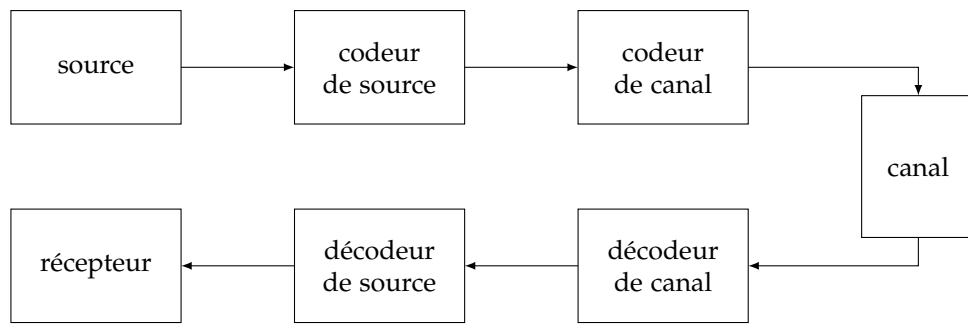 source
codeur
de source
codeur
de canal
canal
récepteur
décodeur
de source
décodeur
de canal